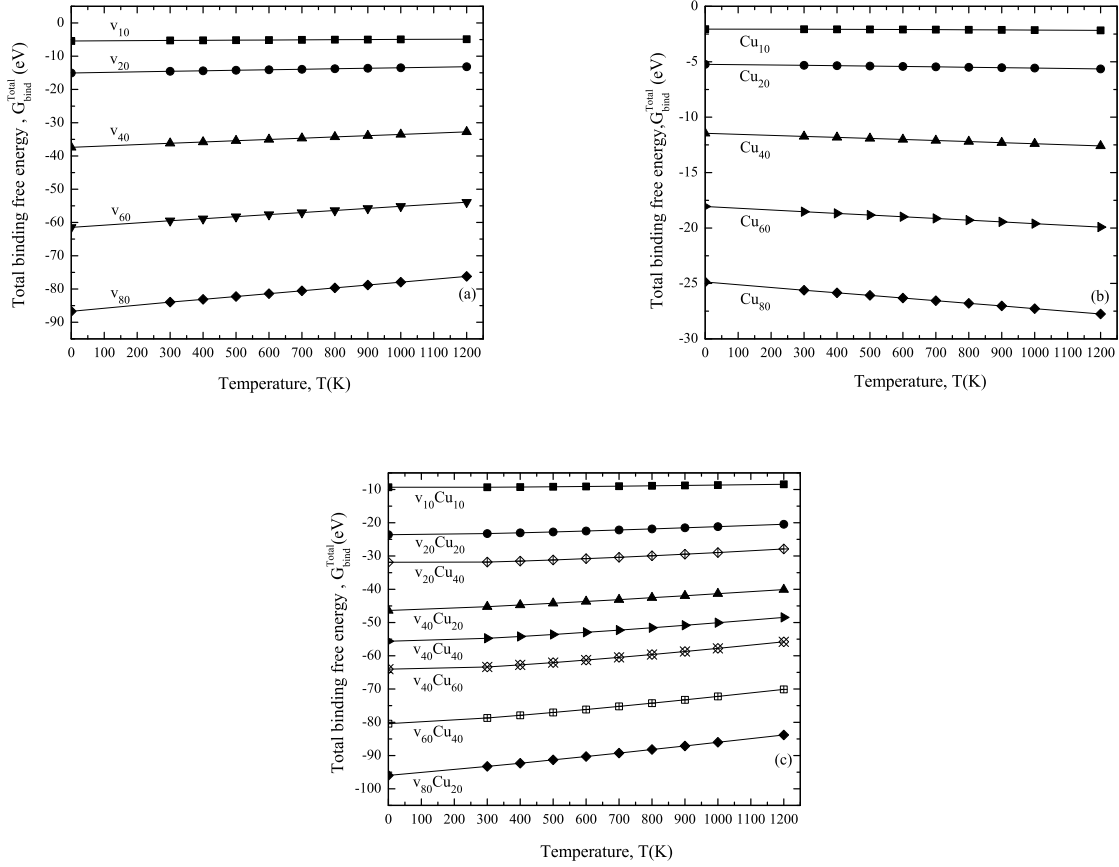 Total binding free energy , G_bind^Total (eV)
0
-10
-20
-30
-40
-50
-60
-70
-80
-90
v10
v20
v40
v60
v80
(a)
0 100 200 300 400 500 600 700 800 900 1000 1100 1200
Temperature, T(K)
Total binding free energy,G_bind^Total (eV)
0
-5
-10
-15
-20
-25
-30
Cu10
Cu20
Cu40
Cu60
Cu80
(b)
0 100 200 300 400 500 600 700 800 900 1000 1100 1200
Temperature, T(K)
Total binding free energy , G_bind^Total (eV)
-10
-20
-30
-40
-50
-60
-70
-80
-90
-100
v10Cu10
v20Cu20
v20Cu40
v40Cu20
v40Cu40
v40Cu60
v60Cu40
v80Cu20
(c)
0 100 200 300 400 500 600 700 800 900 1000 1100 1200
Temperature, T(K)